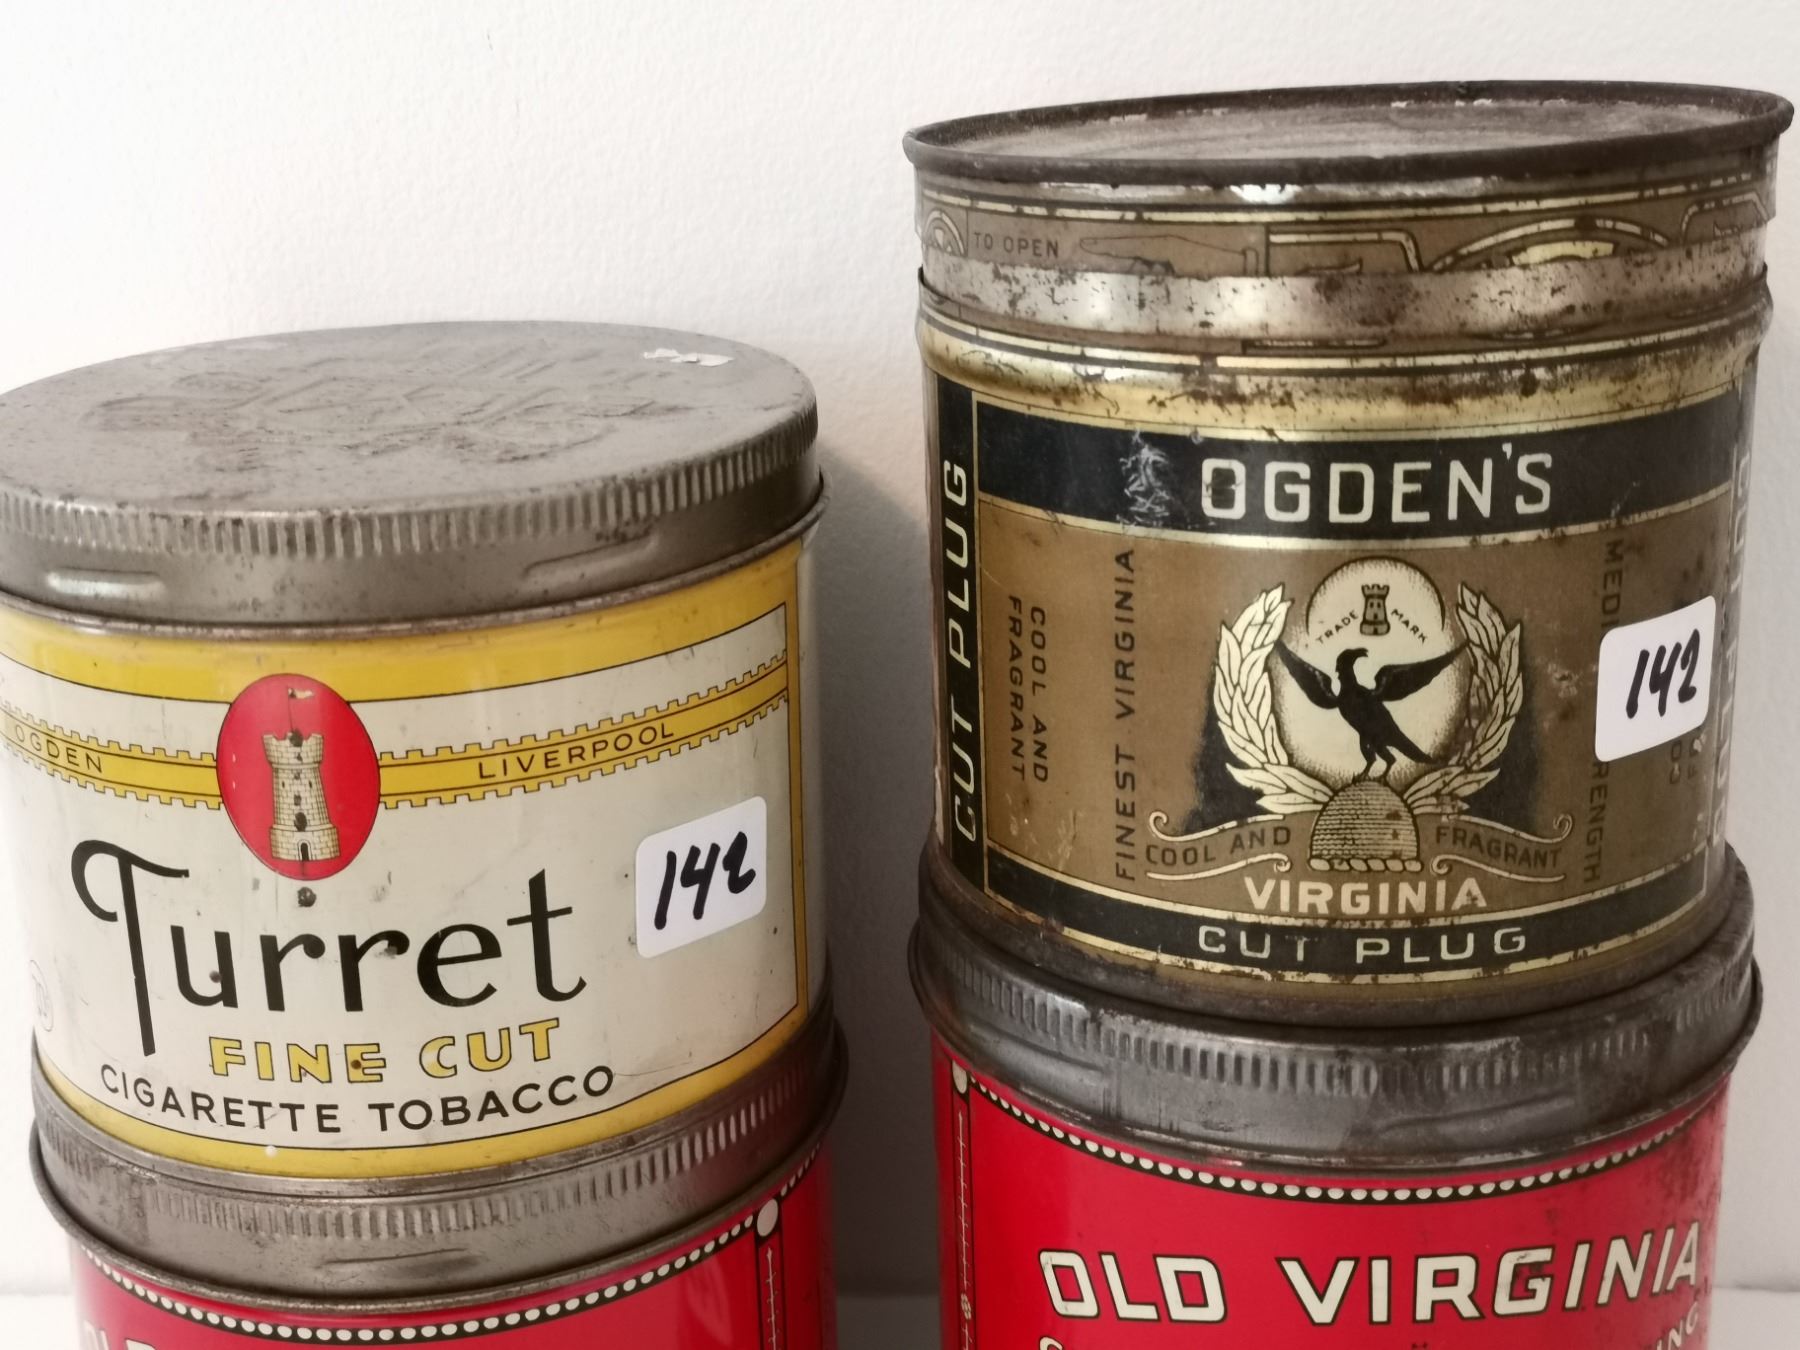 OGDEN LIVERPOOL
Turret
FINE CUT
CIGARETTE TOBACCO
142
TO OPEN
OGDEN'S
CUT PLUG
COOL AND
FRAGRANT
FINEST VIRGINIA
TRADE MARK
142
COOL AND FRAGRANT
VIRGINIA
CUT PLUG
OLD VIRGINIA